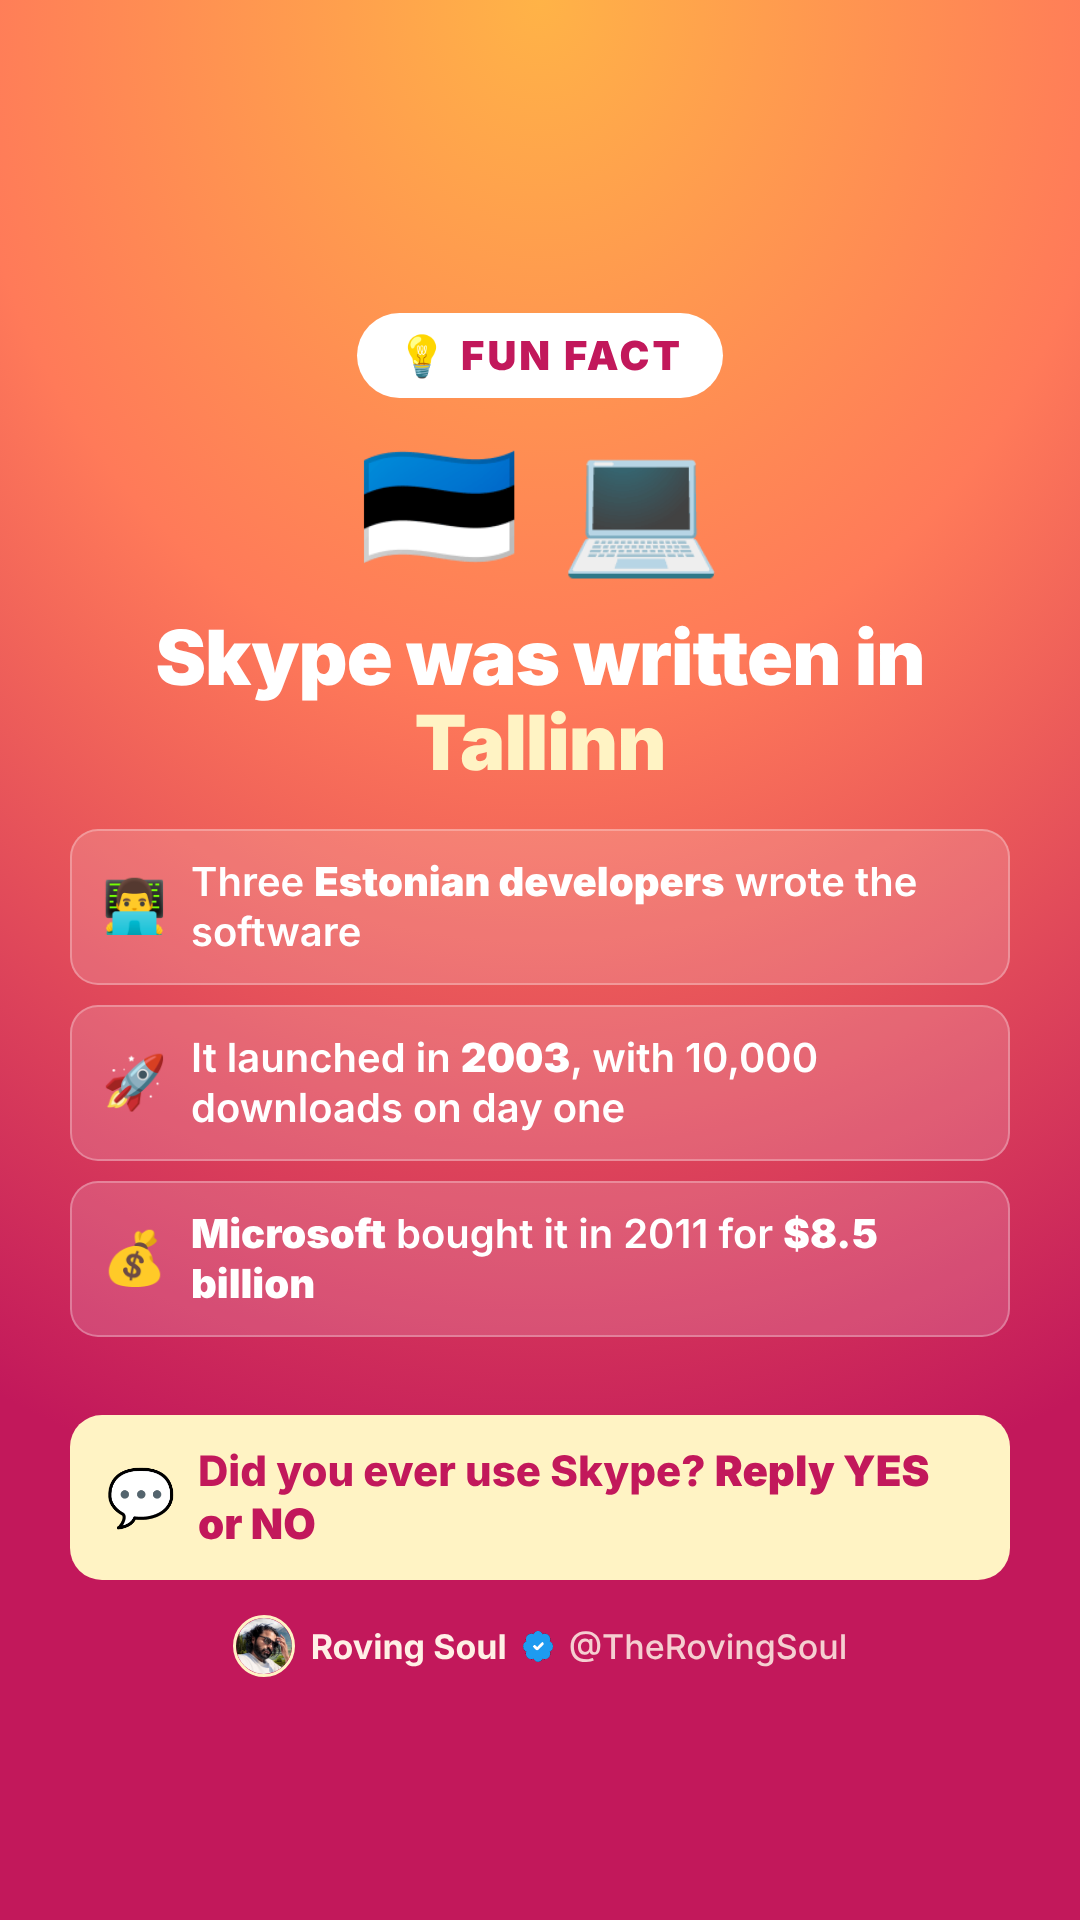 💡 FUN FACT
Skype was written in
Tallinn
Three Estonian developers wrote the
software
It launched in 2003, with 10,000
downloads on day one
Microsoft bought it in 2011 for $8.5
billion
Did you ever use Skype? Reply YES
or NO
Roving Soul @TheRovingSoul